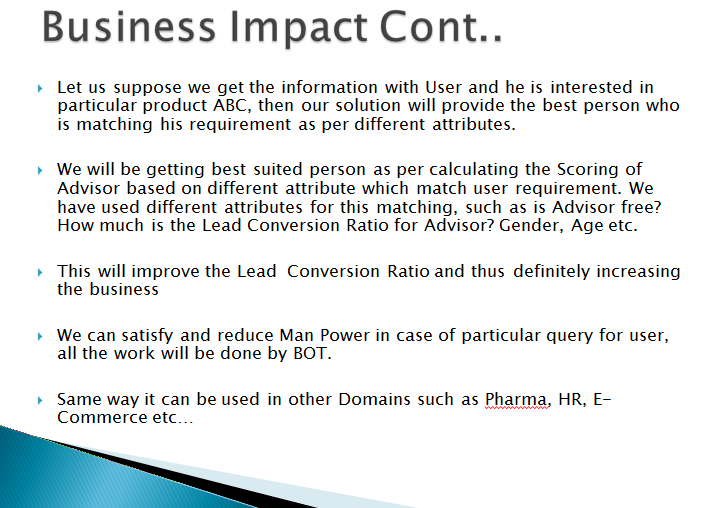 Business Impact Cont..
Let us suppose we get the information with User and he is interested in
particular product ABC, then our solution will provide the best person who
is matching his requirement as per different attributes.
We will be getting best suited person as per calculating the Scoring of
Advisor based on different attribute which match user requirement. We
have used different attributes for this matching, such as is Advisor free?
How much is the Lead Conversion Ratio for Advisor? Gender, Age etc.
This will improve the Lead Conversion Ratio and thus definitely increasing
the business
We can satisfy and reduce Man Power in case of particular query for user,
all the work will be done by BOT.
Same way it can be used in other Domains such as Pharma, HR, E-
Commerce etc...